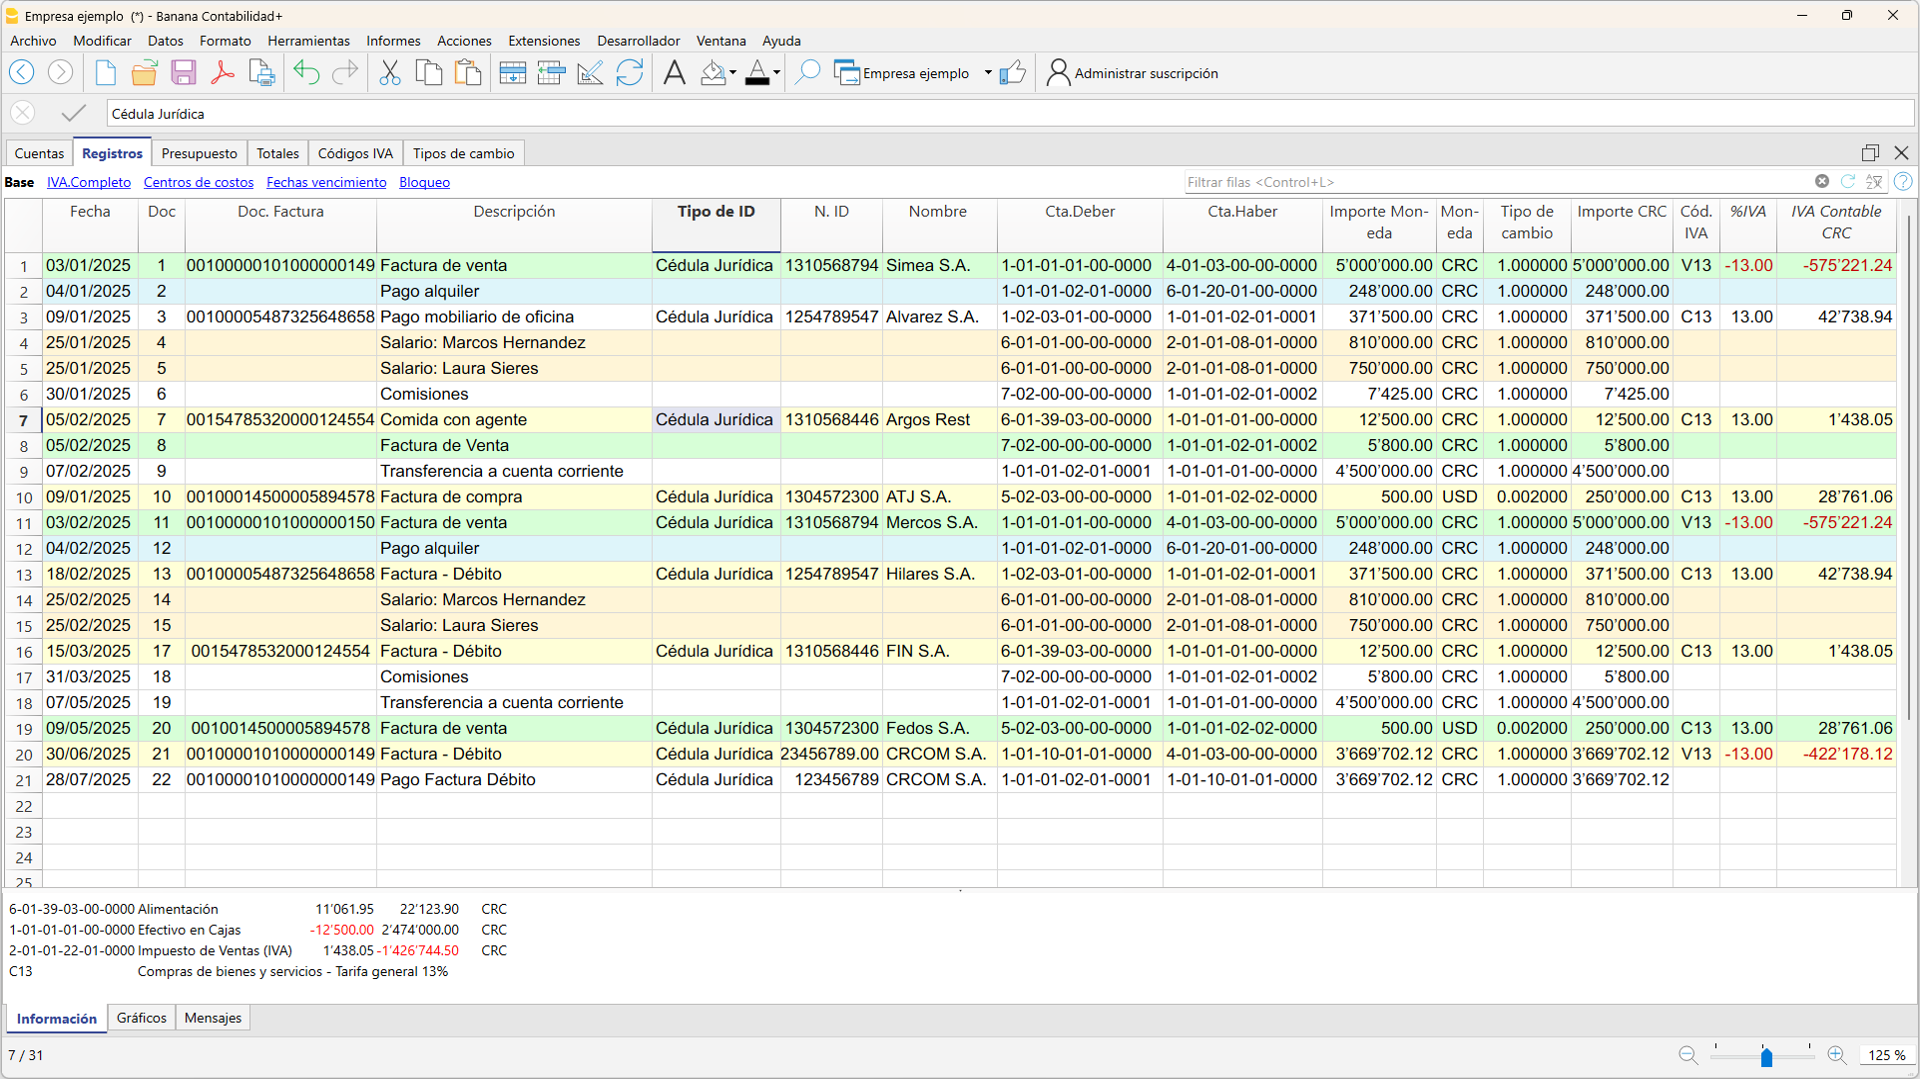 Empresa ejemplo (*) - Banana Contabilidad+
Archivo Modificar Datos Formato Herramientas Informes Acciones Extensiones Desarrollador Ventana Ayuda
Empresa ejemplo Administrar suscripción
Cédula Jurídica
Cuentas Registros Presupuesto Totales Códigos IVA Tipos de cambio
Base IVA.Completo Centros de costos Fechas vencimiento Bloqueo Filtrar filas <Control+L>
Fecha Doc Doc. Factura Descripción Tipo de ID N. ID Nombre Cta.Deber Cta.Haber Importe Mon- Mon- Tipo de Importe CRC Cód. %IVA IVA Contable
eda eda cambio IVA CRC
1 03/01/2025 1 00100000101000000149 Factura de venta Cédula Jurídica 1310568794 Simea S.A. 1-01-01-01-00-0000 4-01-03-00-00-0000 5’000’000.00 CRC 1.000000 5’000’000.00 V13 -13.00 -575’221.24
2 04/01/2025 2 Pago alquiler 1-01-01-02-01-0000 6-01-20-01-00-0000 248’000.00 CRC 1.000000 248’000.00
3 09/01/2025 3 00100005487325648658 Pago mobiliario de oficina Cédula Jurídica 1254789547 Alvarez S.A. 1-02-03-01-00-0000 1-01-01-02-01-0001 371’500.00 CRC 1.000000 371’500.00 C13 13.00 42’738.94
4 25/01/2025 4 Salario: Marcos Hernandez 6-01-01-00-00-0000 2-01-01-08-01-0000 810’000.00 CRC 1.000000 810’000.00
5 25/01/2025 5 Salario: Laura Sieres 6-01-01-00-00-0000 2-01-01-08-01-0000 750’000.00 CRC 1.000000 750’000.00
6 30/01/2025 6 Comisiones 7-02-00-00-00-0000 1-01-01-02-01-0002 7’425.00 CRC 1.000000 7’425.00
7 05/02/2025 7 00154785320000124554 Comida con agente Cédula Jurídica 1310568446 Argos Rest 6-01-39-03-00-0000 1-01-01-01-00-0000 12’500.00 CRC 1.000000 12’500.00 C13 13.00 1’438.05
8 05/02/2025 8 Factura de Venta 7-02-00-00-00-0000 1-01-01-02-01-0002 5’800.00 CRC 1.000000 5’800.00
9 07/02/2025 9 Transferencia a cuenta corriente 1-01-01-02-01-0001 1-01-01-01-00-0000 4’500’000.00 CRC 1.000000 4’500’000.00
10 09/01/2025 10 00100014500005894578 Factura de compra Cédula Jurídica 1304572300 ATJ S.A. 5-02-03-00-00-0000 1-01-01-02-02-0000 500.00 USD 0.002000 250’000.00 C13 13.00 28’761.06
11 03/02/2025 11 00100000101000000150 Factura de venta Cédula Jurídica 1310568794 Mercos S.A. 1-01-01-01-00-0000 4-01-03-00-00-0000 5’000’000.00 CRC 1.000000 5’000’000.00 V13 -13.00 -575’221.24
12 04/02/2025 12 Pago alquiler 1-01-01-02-01-0000 6-01-20-01-00-0000 248’000.00 CRC 1.000000 248’000.00
13 18/02/2025 13 00100005487325648658 Factura - Débito Cédula Jurídica 1254789547 Hilares S.A. 1-02-03-01-00-0000 1-01-01-02-01-0001 371’500.00 CRC 1.000000 371’500.00 C13 13.00 42’738.94
14 25/02/2025 14 Salario: Marcos Hernandez 6-01-01-00-00-0000 2-01-01-08-01-0000 810’000.00 CRC 1.000000 810’000.00
15 25/02/2025 15 Salario: Laura Sieres 6-01-01-00-00-0000 2-01-01-08-01-0000 750’000.00 CRC 1.000000 750’000.00
16 15/03/2025 17 0015478532000124554 Factura - Débito Cédula Jurídica 1310568446 FIN S.A. 6-01-39-03-00-0000 1-01-01-01-00-0000 12’500.00 CRC 1.000000 12’500.00 C13 13.00 1’438.05
17 31/03/2025 18 Comisiones 7-02-00-00-00-0000 1-01-01-02-01-0002 5’800.00 CRC 1.000000 5’800.00
18 07/05/2025 19 Transferencia a cuenta corriente 1-01-01-02-01-0001 1-01-01-01-00-0000 4’500’000.00 CRC 1.000000 4’500’000.00
19 09/05/2025 20 0010014500005894578 Factura de venta Cédula Jurídica 1304572300 Fedos S.A. 5-02-03-00-00-0000 1-01-01-02-02-0000 500.00 USD 0.002000 250’000.00 C13 13.00 28’761.06
20 30/06/2025 21 00100001010000000149 Factura - Débito Cédula Jurídica 23456789.00 CRCOM S.A. 1-01-10-01-01-0000 4-01-03-00-00-0000 3’669’702.12 CRC 1.000000 3’669’702.12 V13 -13.00 -422’178.12
21 28/07/2025 22 00100001010000000149 Pago Factura Débito Cédula Jurídica 123456789 CRCOM S.A. 1-01-01-02-01-0001 1-01-10-01-01-0000 3’669’702.12 CRC 1.000000 3’669’702.12
22
23
24
25
6-01-39-03-00-0000 Alimentación 11’061.95 22’123.90 CRC
1-01-01-01-00-0000 Efectivo en Cajas -12’500.00 2’474’000.00 CRC
2-01-01-22-01-0000 Impuesto de Ventas (IVA) 1’438.05 -1’426’744.50 CRC
C13 Compras de bienes y servicios - Tarifa general 13%
Información Gráficos Mensajes
7 / 31 125 %